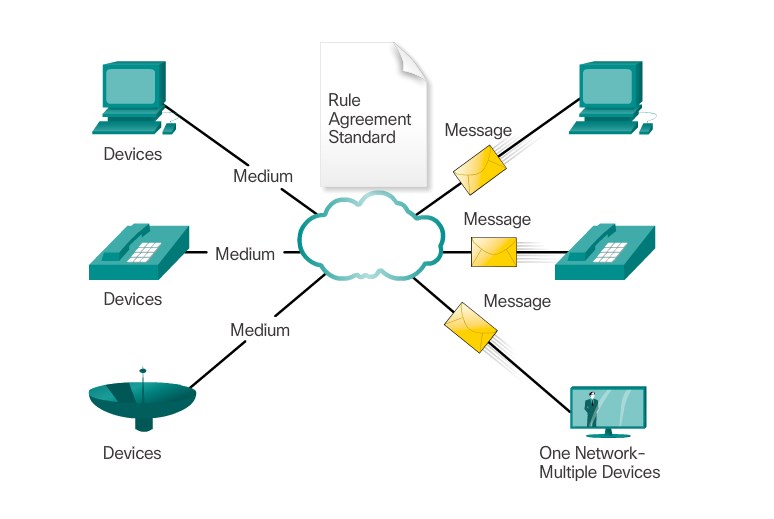 Rule
Agreement
Standard
Message
Devices
Medium
Message
Medium
Devices
Message
Medium
Devices
One Network-
Multiple Devices